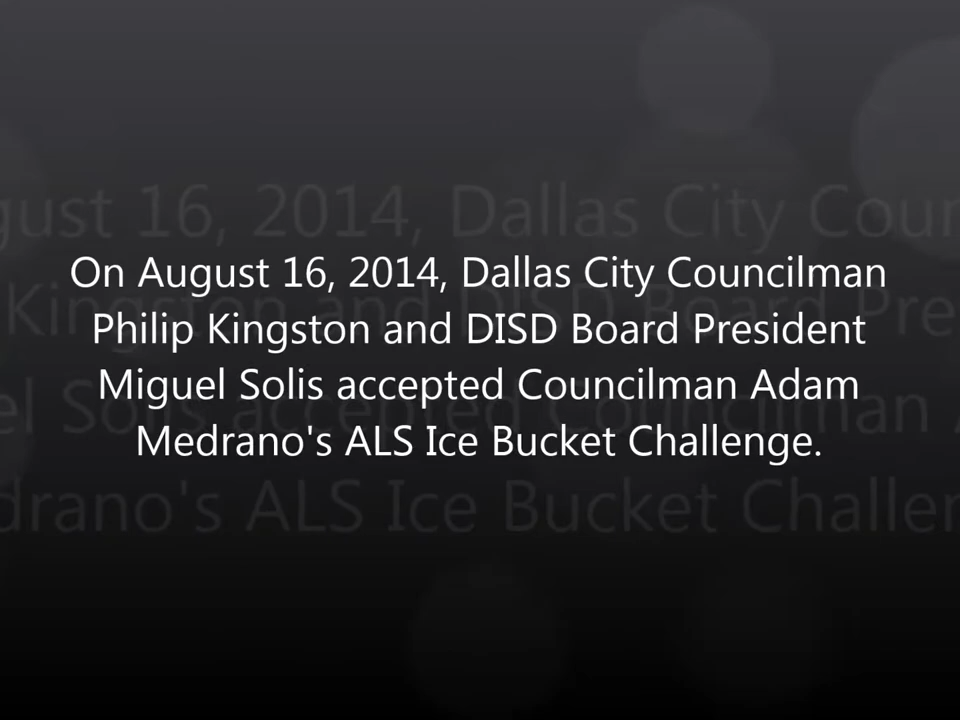 On August 16, 2014, Dallas City Councilman
Philip Kingston and DISD Board President
Miguel Solis accepted Councilman Adam
Medrano's ALS Ice Bucket Challenge.